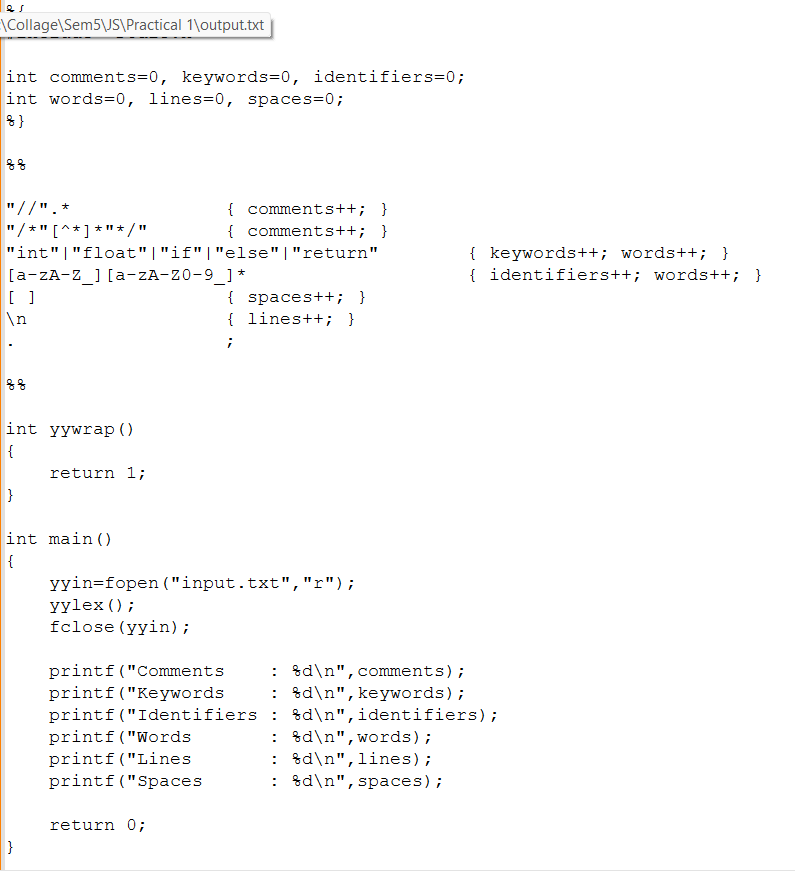 %{
\Collage\Sem5\JS\Practical 1\output.txt
int comments=0, keywords=0, identifiers=0;
int words=0, lines=0, spaces=0;
%}
%%
"//".* { comments++; }
"/*"[^*]*"*/" { comments++; }
"int"|"float"|"if"|"else"|"return" { keywords++; words++; }
[a-zA-Z_][a-zA-Z0-9_]* { identifiers++; words++; }
[ ] { spaces++; }
\n { lines++; }
. ;
%%
int yywrap()
{
    return 1;
}
int main()
{
    yyin=fopen("input.txt","r");
    yylex();
    fclose(yyin);
    printf("Comments    : %d\n",comments);
    printf("Keywords    : %d\n",keywords);
    printf("Identifiers : %d\n",identifiers);
    printf("Words       : %d\n",words);
    printf("Lines       : %d\n",lines);
    printf("Spaces      : %d\n",spaces);
    return 0;
}